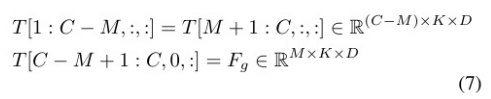 T[1 : C − M, :, :] = T[M + 1 : C, :, :] ∈ ℝ^{(C−M)×K×D}
T[C − M + 1 : C, 0, :] = F_g ∈ ℝ^{M×K×D}
(7)